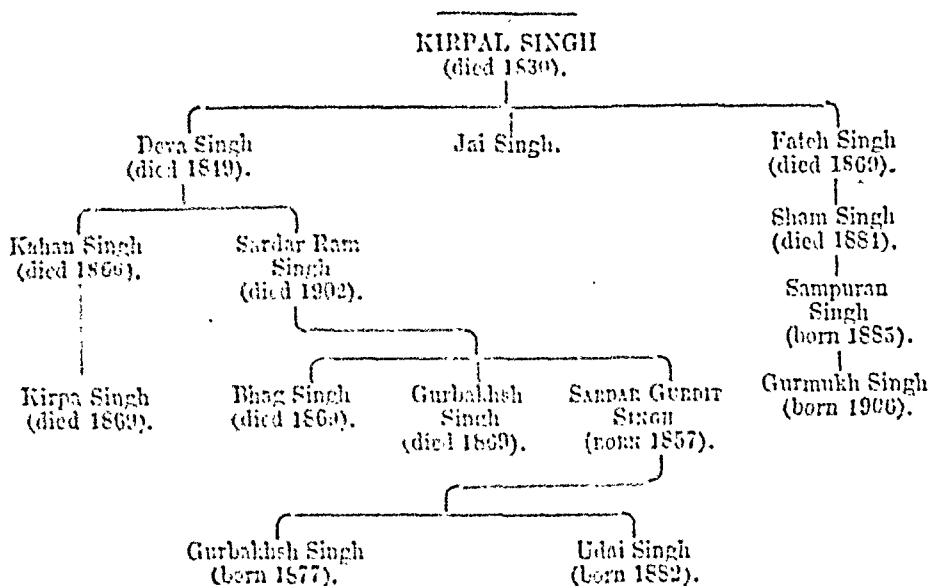 KIRPAL SINGH
(died 1830).
Deva Singh
(died 1849).
Jai Singh.
Fateh Singh
(died 1869).
Kahan Singh
(died 1866).
Sardar Ram
Singh
(died 1902).
Sham Singh
(died 1881).
Sampuran
Singh
(born 1885).
Kirpa Singh
(died 1869).
Bhag Singh
(died 1869).
Gurbakhsh
Singh
(died 1869).
SARDAR GURDIT
SINGH
(BORN 1857).
Gurmukh Singh
(born 1906).
Gurbakhsh Singh
(born 1877).
Udai Singh
(born 1882).